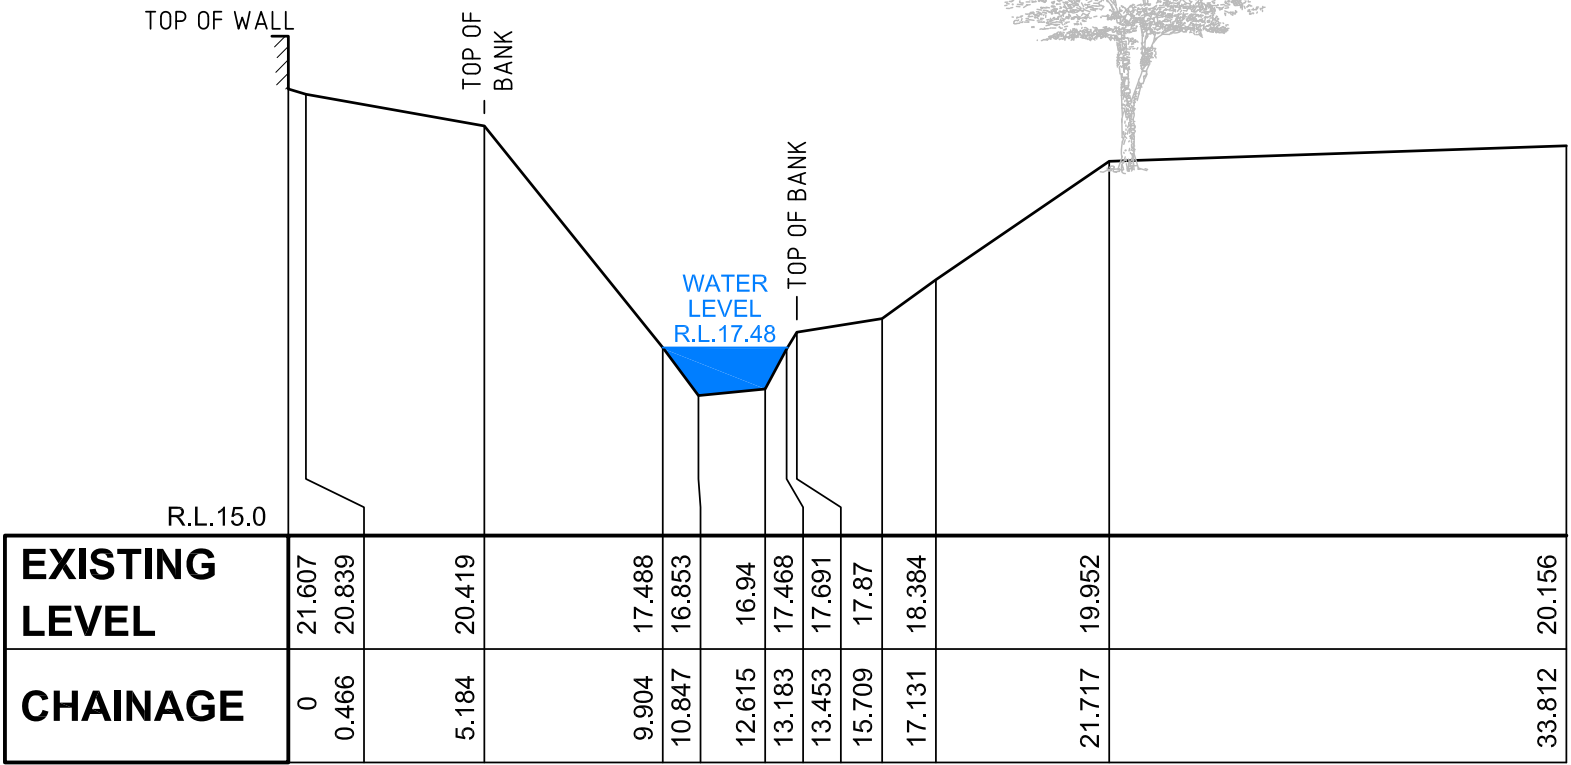 TOP OF WALL
TOP OF
BANK
TOP OF BANK
WATER
LEVEL
R.L.17.48
R.L.15.0
EXISTING
LEVEL
21.607
20.839
20.419
17.488
16.853
16.94
17.468
17.691
17.87
18.384
19.952
20.156
CHAINAGE
0
0.466
5.184
9.904
10.847
12.615
13.183
13.453
15.709
17.131
21.717
33.812